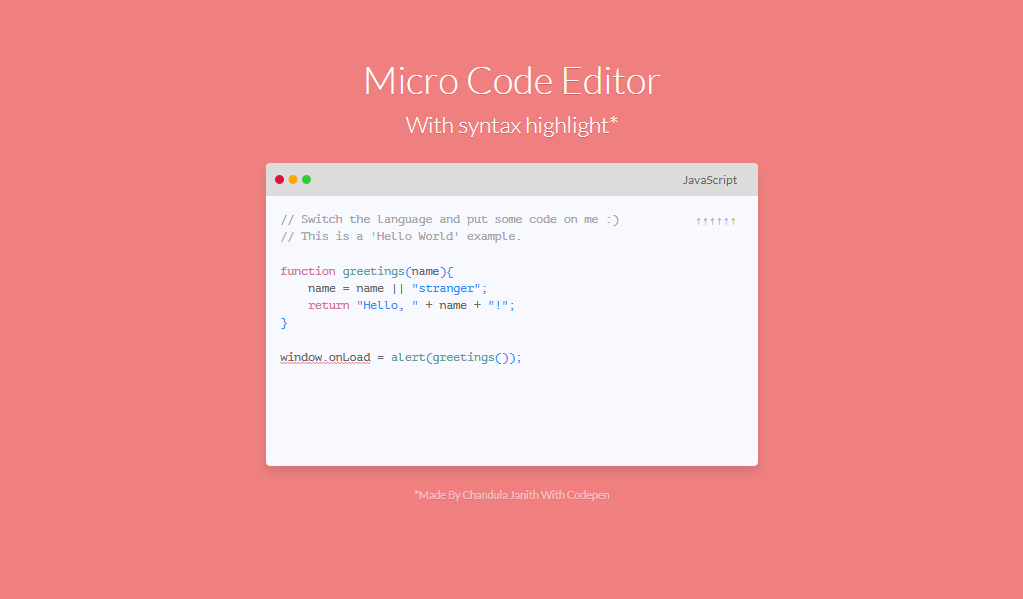 Micro Code Editor
With syntax highlight*
JavaScript
// Switch the language and put some code on me :)      ↑↑↑↑↑↑
// This is a 'Hello World' example.
function greetings(name){
    name = name || "stranger";
    return "Hello, " + name + "!";
}
window.onLoad = alert(greetings());
*Made By Chandula Janith With Codepen